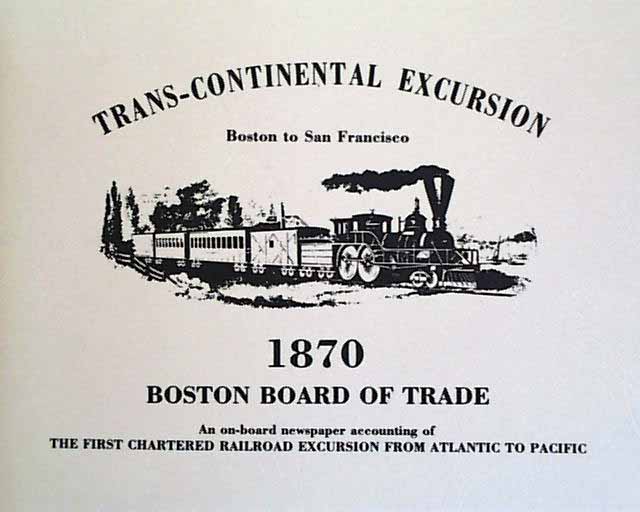 TRANS-CONTINENTAL EXCURSION
Boston to San Francisco
1870
BOSTON BOARD OF TRADE
An on-board newspaper accounting of
THE FIRST CHARTERED RAILROAD EXCURSION FROM ATLANTIC TO PACIFIC